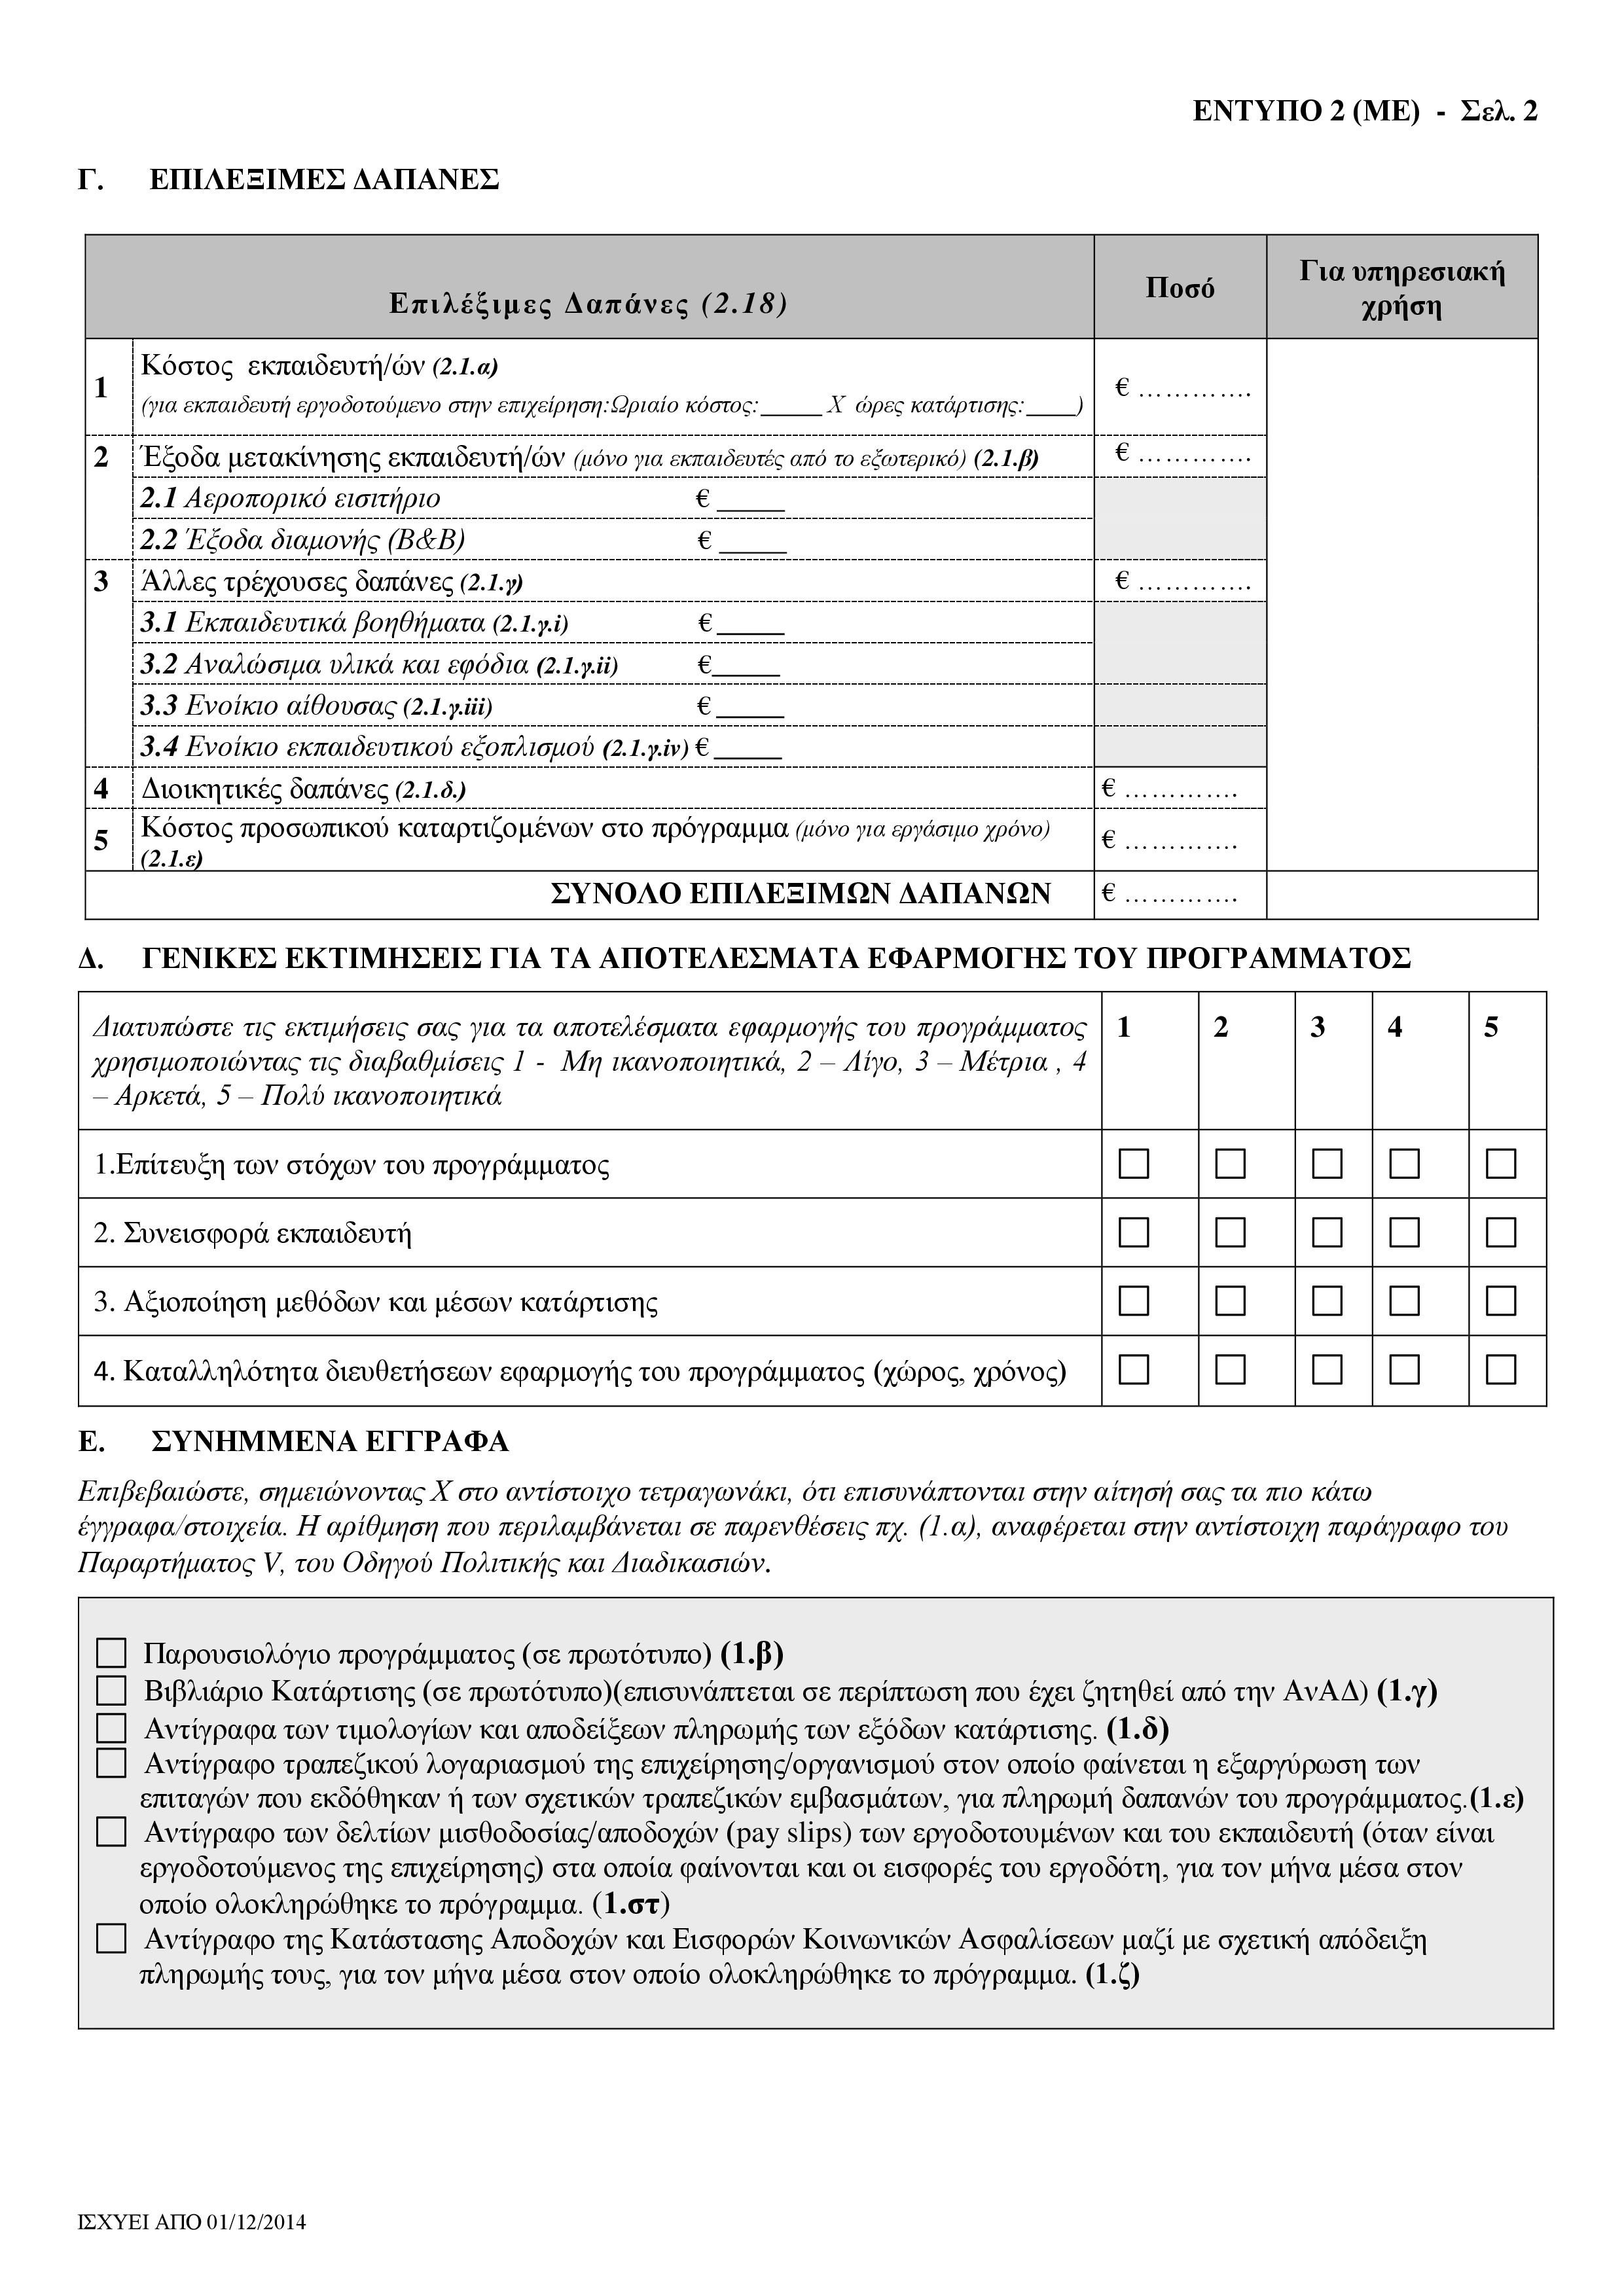 ΕΝΤΥΠΟ 2 (ΜΕ) - Σελ. 2
Γ. ΕΠΙΛΕΞΙΜΕΣ ΔΑΠΑΝΕΣ
Επιλέξιμες Δαπάνες (2.18)
Ποσό
Για υπηρεσιακή
χρήση
1
Κόστος εκπαιδευτή/ών (2.1.α)
(για εκπαιδευτή εργοδοτούμενο στην επιχείρηση:Ωριαίο κόστος:_____ Χ ώρες κατάρτισης:____)
€ ………….
2 Έξοδα μετακίνησης εκπαιδευτή/ών (μόνο για εκπαιδευτές από το εξωτερικό) (2.1.β) € ………….
2.1 Αεροπορικό εισιτήριο € _____
2.2 Έξοδα διαμονής (B&B) € _____
3 Άλλες τρέχουσες δαπάνες (2.1.γ) € ………….
3.1 Εκπαιδευτικά βοηθήματα (2.1.γ.i) € _____
3.2 Αναλώσιμα υλικά και εφόδια (2.1.γ.ii) €_____
3.3 Ενοίκιο αίθουσας (2.1.γ.iii) € _____
3.4 Ενοίκιο εκπαιδευτικού εξοπλισμού (2.1.γ.iv) € _____
4 Διοικητικές δαπάνες (2.1.δ.) € ………….
5 Κόστος προσωπικού καταρτιζομένων στο πρόγραμμα (μόνο για εργάσιμο χρόνο)
(2.1.ε)
€ ………….
ΣΥΝΟΛΟ ΕΠΙΛΕΞΙΜΩΝ ΔΑΠΑΝΩΝ € ………….
Δ. ΓΕΝΙΚΕΣ ΕΚΤΙΜΗΣΕΙΣ ΓΙΑ ΤΑ ΑΠΟΤΕΛΕΣΜΑΤΑ ΕΦΑΡΜΟΓΗΣ ΤΟΥ ΠΡΟΓΡΑΜΜΑΤΟΣ
Διατυπώστε τις εκτιμήσεις σας για τα αποτελέσματα εφαρμογής του προγράμματος
χρησιμοποιώντας τις διαβαθμίσεις 1 - Μη ικανοποιητικά, 2 – Λίγο, 3 – Μέτρια , 4
– Αρκετά, 5 – Πολύ ικανοποιητικά
1 2 3 4 5
1.Επίτευξη των στόχων του προγράμματος ☐ ☐ ☐ ☐ ☐
2. Συνεισφορά εκπαιδευτή ☐ ☐ ☐ ☐ ☐
3. Αξιοποίηση μεθόδων και μέσων κατάρτισης ☐ ☐ ☐ ☐ ☐
4. Καταλληλότητα διευθετήσεων εφαρμογής του προγράμματος (χώρος, χρόνος) ☐ ☐ ☐ ☐ ☐
Ε. ΣΥΝΗΜΜΕΝΑ ΕΓΓΡΑΦΑ
Επιβεβαιώστε, σημειώνοντας Χ στο αντίστοιχο τετραγωνάκι, ότι επισυνάπτονται στην αίτησή σας τα πιο κάτω
έγγραφα/στοιχεία. Η αρίθμηση που περιλαμβάνεται σε παρενθέσεις πχ. (1.α), αναφέρεται στην αντίστοιχη παράγραφο του
Παραρτήματος V, του Οδηγού Πολιτικής και Διαδικασιών.
☐ Παρουσιολόγιο προγράμματος (σε πρωτότυπο) (1.β)
☐ Βιβλιάριο Κατάρτισης (σε πρωτότυπο)(επισυνάπτεται σε περίπτωση που έχει ζητηθεί από την ΑνΑΔ) (1.γ)
☐ Αντίγραφα των τιμολογίων και αποδείξεων πληρωμής των εξόδων κατάρτισης. (1.δ)
☐ Αντίγραφο τραπεζικού λογαριασμού της επιχείρησης/οργανισμού στον οποίο φαίνεται η εξαργύρωση των
επιταγών που εκδόθηκαν ή των σχετικών τραπεζικών εμβασμάτων, για πληρωμή δαπανών του προγράμματος.(1.ε)
☐ Αντίγραφο των δελτίων μισθοδοσίας/αποδοχών (pay slips) των εργοδοτουμένων και του εκπαιδευτή (όταν είναι
εργοδοτούμενος της επιχείρησης) στα οποία φαίνονται και οι εισφορές του εργοδότη, για τον μήνα μέσα στον
οποίο ολοκληρώθηκε το πρόγραμμα. (1.στ)
☐ Αντίγραφο της Κατάστασης Αποδοχών και Εισφορών Κοινωνικών Ασφαλίσεων μαζί με σχετική απόδειξη
πληρωμής τους, για τον μήνα μέσα στον οποίο ολοκληρώθηκε το πρόγραμμα. (1.ζ)
ΙΣΧΥΕΙ ΑΠΟ 01/12/2014